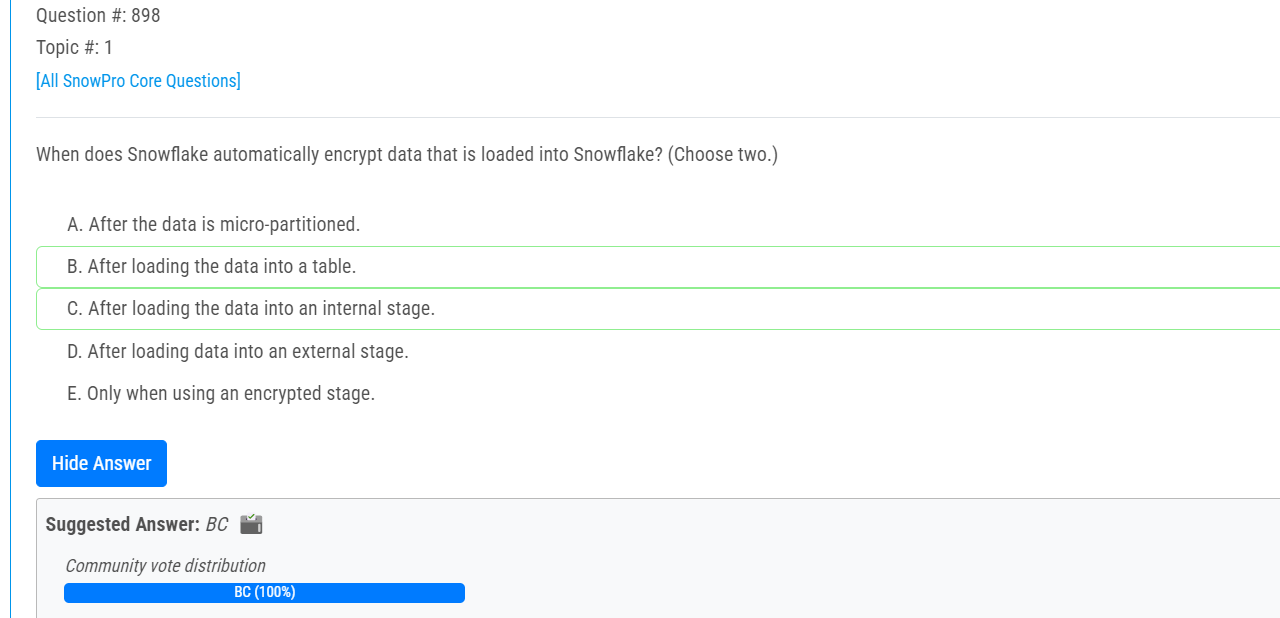 Question #: 898
Topic #: 1
[All SnowPro Core Questions]
When does Snowflake automatically encrypt data that is loaded into Snowflake? (Choose two.)
A. After the data is micro-partitioned.
B. After loading the data into a table.
C. After loading the data into an internal stage.
D. After loading data into an external stage.
E. Only when using an encrypted stage.
Hide Answer
Suggested Answer: BC
Community vote distribution
BC (100%)